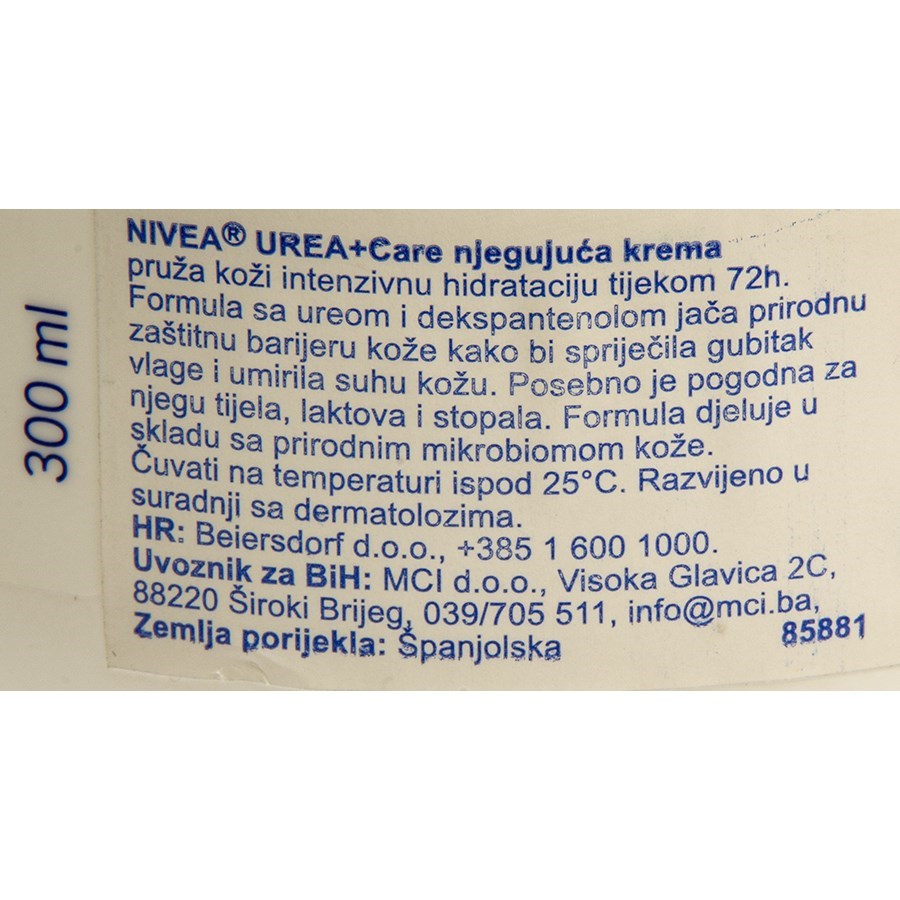 300 ml
NIVEA® UREA+Care njegujuća krema
pruža koži intenzivnu hidrataciju tijekom 72h.
Formula sa ureom i dekspantenolom jača prirodnu
zaštitnu barijeru kože kako bi spriječila gubitak
vlage i umirila suhu kožu. Posebno je pogodna za
njegu tijela, laktova i stopala. Formula djeluje u
skladu sa prirodnim mikrobiomom kože.
Čuvati na temperaturi ispod 25°C. Razvijeno u
suradnji sa dermatolozima.
HR: Beiersdorf d.o.o., +385 1 600 1000.
Uvoznik za BiH: MCI d.o.o., Visoka Glavica 2C,
88220 Široki Brijeg, 039/705 511, info@mci.ba,
Zemlja porijekla: Španjolska 85881